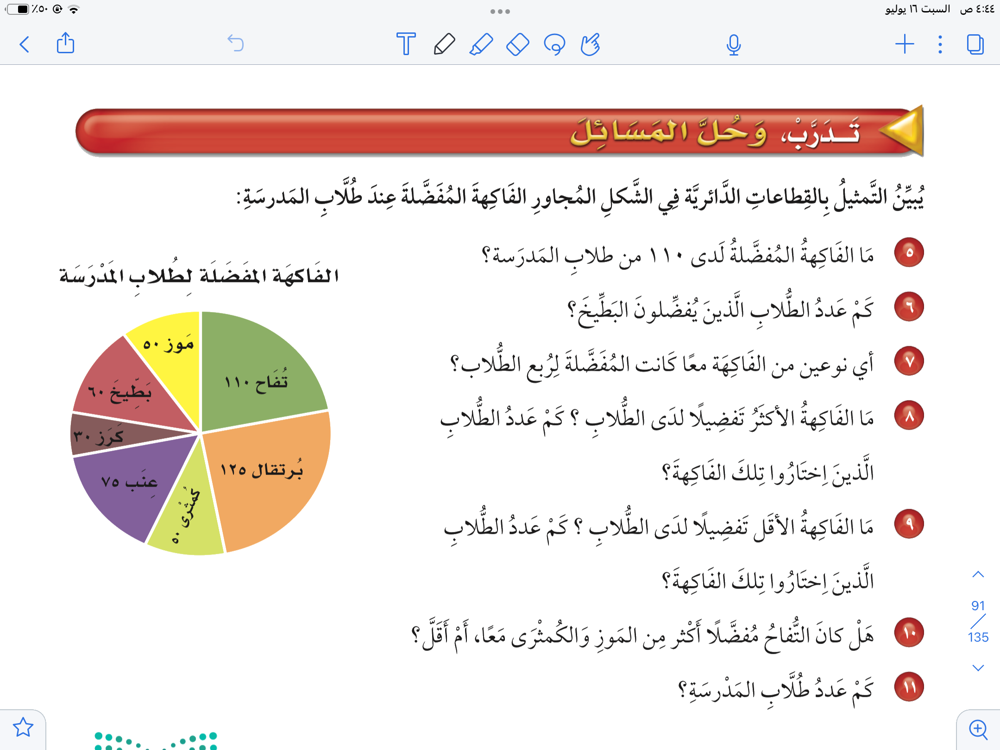 ٤:٤٤ ص السبت ١٦ يوليو
٪٥٠
تَـدَرَّبْ، وَحُلَّ المَسَائِلَ
يُبيِّنُ التَّمثيلُ بِالقِطاعاتِ الدَّائريَّة فِي الشَّكلِ المُجاورِ الفَاكِهةَ المُفَضَّلةَ عِندَ طُلَّابِ المَدرسَةِ:
٥ مَا الفَاكِهةُ المُفضَّلةُ لَدى ١١٠ من طلابِ المَدرَسة؟
٦ كَمْ عَددُ الطُّلابِ الَّذينَ يُفضِّلونَ البَطِّيخَ؟
٧ أي نوعين من الفَاكِهَة معًا كَانت المُفَضَّلةَ لِرُبع الطُّلاب؟
٨ مَا الفَاكِهةُ الأكثَرُ تَفضِيلًا لدَى الطُّلابِ ؟ كَمْ عَددُ الطُّلابِ
الَّذينَ اِختَارُوا تِلكَ الفَاكِهةَ؟
٩ مَا الفَاكِهةُ الأقَل تَفضِيلًا لدَى الطُّلابِ ؟ كَمْ عَددُ الطُّلابِ
الَّذينَ اِختَارُوا تِلكَ الفَاكِهةَ؟
١٠ هَلْ كانَ التُّفاحُ مُفضَّلًا أَكْثر مِن المَوزِ وَالكُمثْرَى مَعًا، أَمْ أَقَلَّ؟
١١ كَمْ عَددُ طُلَّابِ المَدْرسَةِ؟
الفَاكهَة المفَضَلَة لِطُلابِ المَدْرَسَة
مَوز ٥٠
تُفَاح ١١٠
بَطِّيخَ ٦٠
كَرَز ٣٠
بُرتقال ١٢٥
عِنَب ٧٥
كُمثْرى ٥٠
91
135